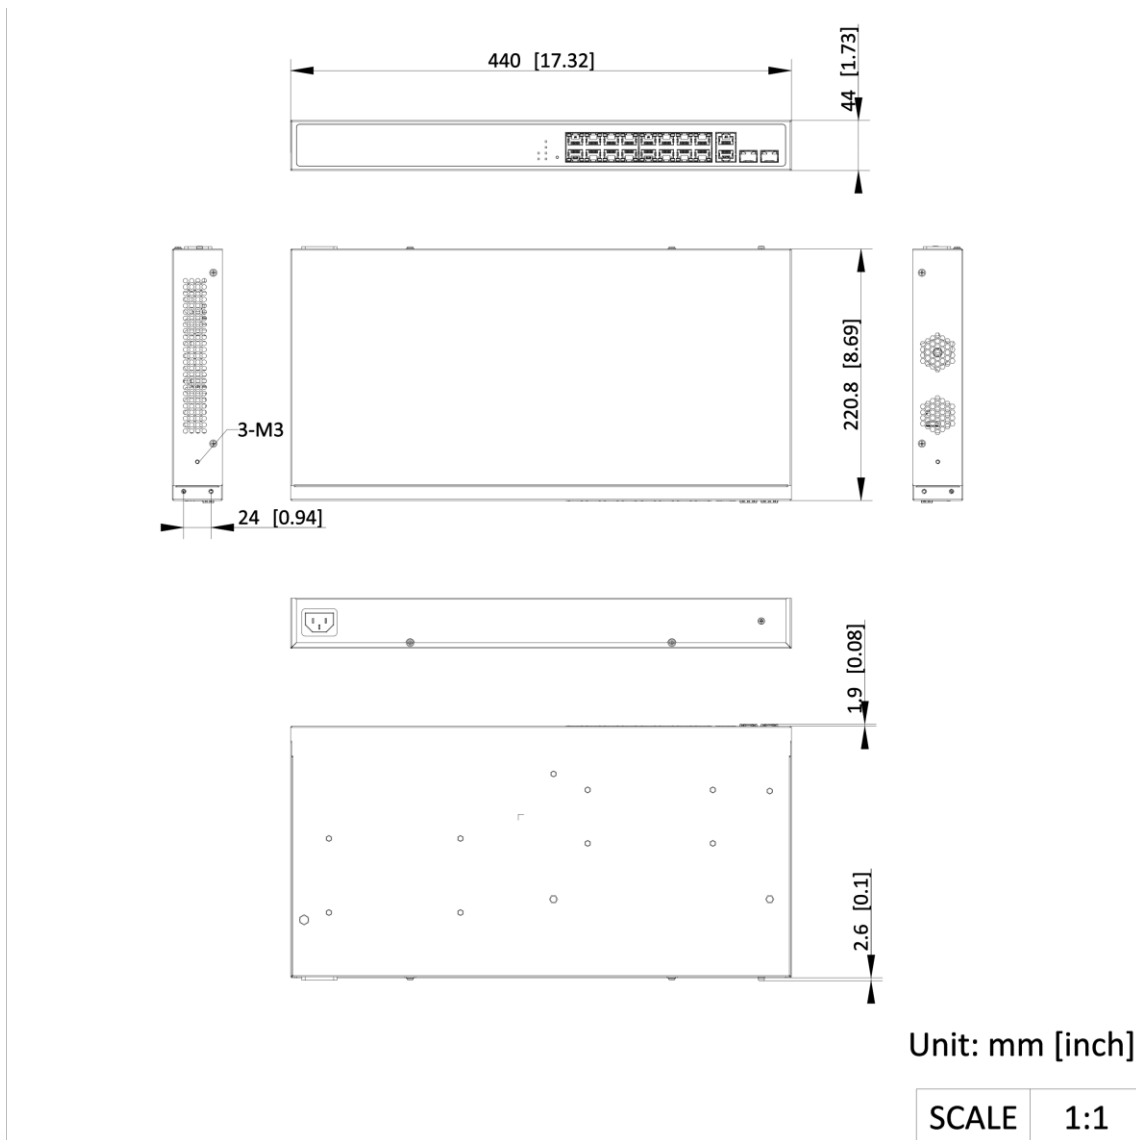 440 [17.32]
44 [1.73]
220.8 [8.69]
3-M3
24 [0.94]
1.9 [0.08]
2.6 [0.1]
Unit: mm [inch]
SCALE 1:1